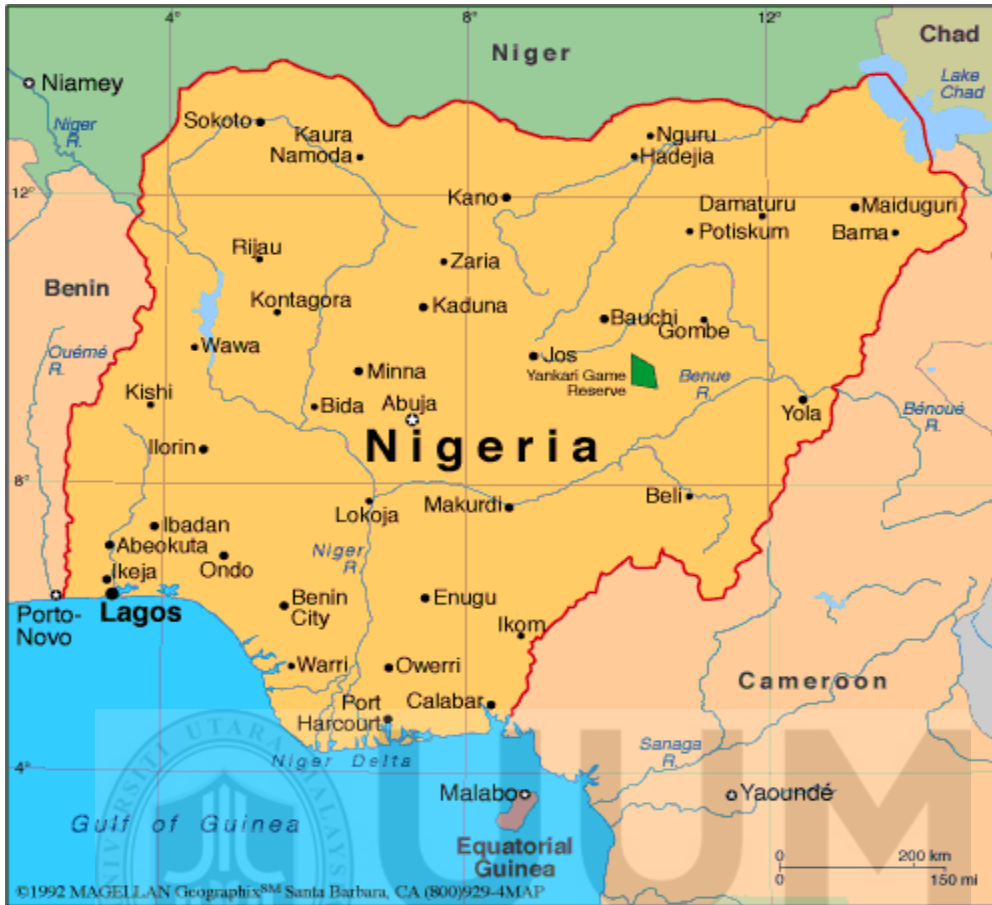 4°
8°
12°
Chad
Niger
Lake
Chad
Niamey
Niger
R.
Sokoto
Kaura
Namoda
Nguru
Hadejia
12°
Kano
Damaturu
Maiduguri
Potiskum
Bama
Rijau
Zaria
Benin
Kontagora
Kaduna
Bauchi
Gombe
Ouémé
R.
Wawa
Jos
Minna
Yankari Game
Reserve
Benue
R.
Kishi
Bida
Abuja
Yola
Bénoué
R.
Nigeria
Ilorin
8°
Lokoja
Makurdi
Beli
Ibadan
Abeokuta
Ondo
Niger
R.
Ikeja
Lagos
Porto-
Novo
Benin
City
Enugu
Ikom
Warri
Owerri
Cameroon
Port
Harcourt
Calabar
Sanaga
R.
Niger Delta
4°
Malabo
Yaoundé
Gulf of Guinea
Equatorial
Guinea
0 200 km
0 150 mi
©1992 MAGELLAN Geographix℠ Santa Barbara, CA (800)929-4MAP
UNIVERSITI UTARA MALAYS
UUM